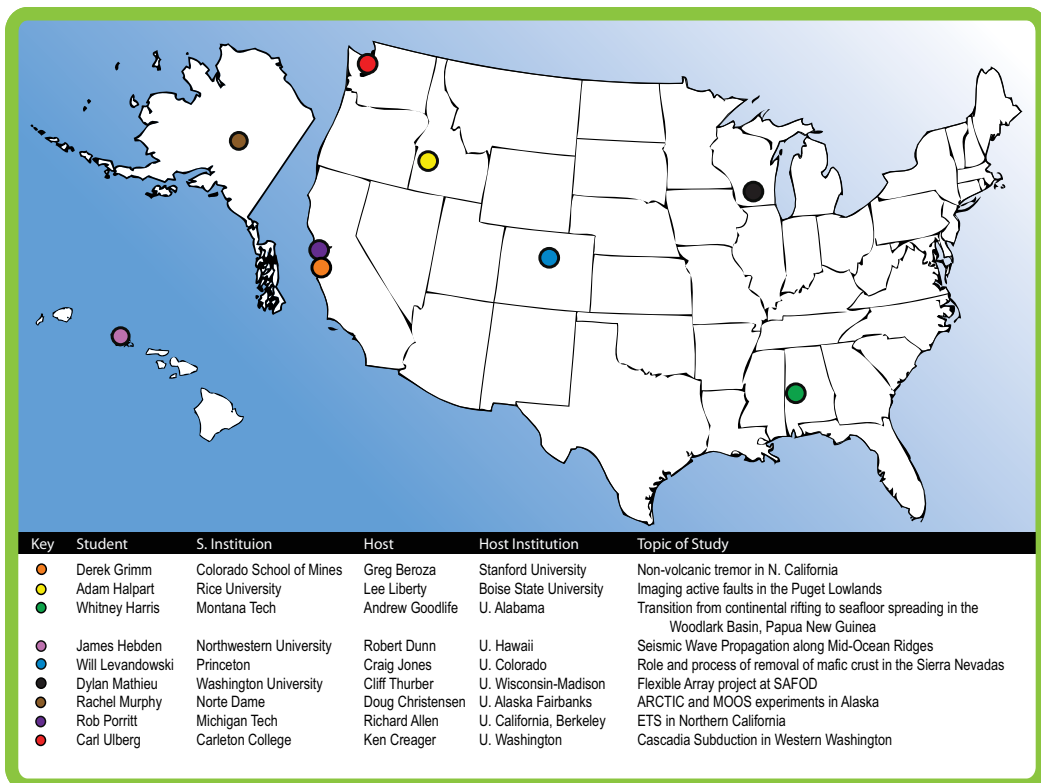 Key Student S. Instituion Host Host Institution Topic of Study
Derek Grimm Colorado School of Mines Greg Beroza Stanford University Non-volcanic tremor in N. California
Adam Halpart Rice University Lee Liberty Boise State University Imaging active faults in the Puget Lowlands
Whitney Harris Montana Tech Andrew Goodlife U. Alabama Transition from continental rifting to seafloor spreading in the
Woodlark Basin, Papua New Guinea
James Hebden Northwestern University Robert Dunn U. Hawaii Seismic Wave Propagation along Mid-Ocean Ridges
Will Levandowski Princeton Craig Jones U. Colorado Role and process of removal of mafic crust in the Sierra Nevadas
Dylan Mathieu Washington University Cliff Thurber U. Wisconsin-Madison Flexible Array project at SAFOD
Rachel Murphy Norte Dame Doug Christensen U. Alaska Fairbanks ARCTIC and MOOS experiments in Alaska
Rob Porritt Michigan Tech Richard Allen U. California, Berkeley ETS in Northern California
Carl Ulberg Carleton College Ken Creager U. Washington Cascadia Subduction in Western Washington